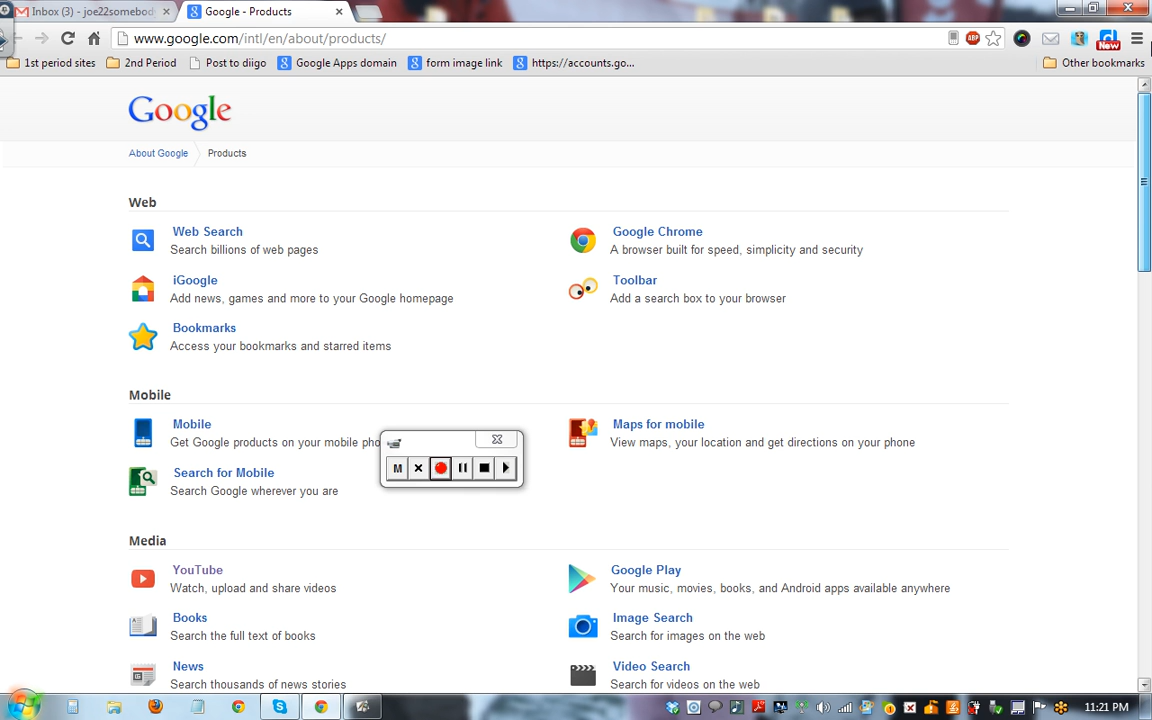 Inbox (3) - joe22somebody
Google - Products
www.google.com/intl/en/about/products/
ABP
New
1st period sites
2nd Period
Post to diigo
Google Apps domain
form image link
https://accounts.go...
Other bookmarks
Google
About Google
Products
Web
Web Search
Search billions of web pages
Google Chrome
A browser built for speed, simplicity and security
iGoogle
Add news, games and more to your Google homepage
Toolbar
Add a search box to your browser
Bookmarks
Access your bookmarks and starred items
Mobile
Mobile
Get Google products on your mobile pho
Maps for mobile
View maps, your location and get directions on your phone
M
Search for Mobile
Search Google wherever you are
Media
YouTube
Watch, upload and share videos
Google Play
Your music, movies, books, and Android apps available anywhere
Books
Search the full text of books
Image Search
Search for images on the web
News
Search thousands of news stories
Video Search
Search for videos on the web
11:21 PM